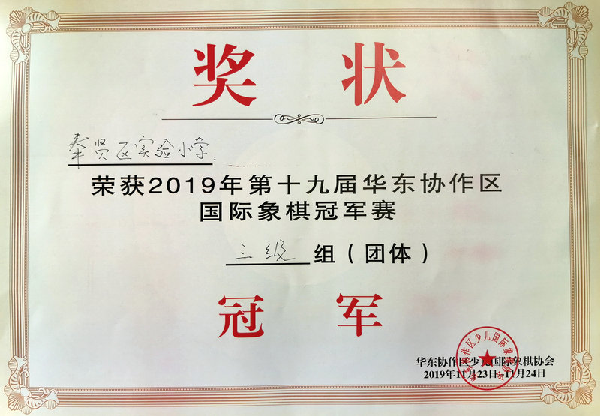 奖状
奉贤区实验小学
荣获2019年第十九届华东协作区
国际象棋冠军赛
三级 组(团体)
冠军
华东协作区少儿国际象棋协会
2019年11月23日-11月24日